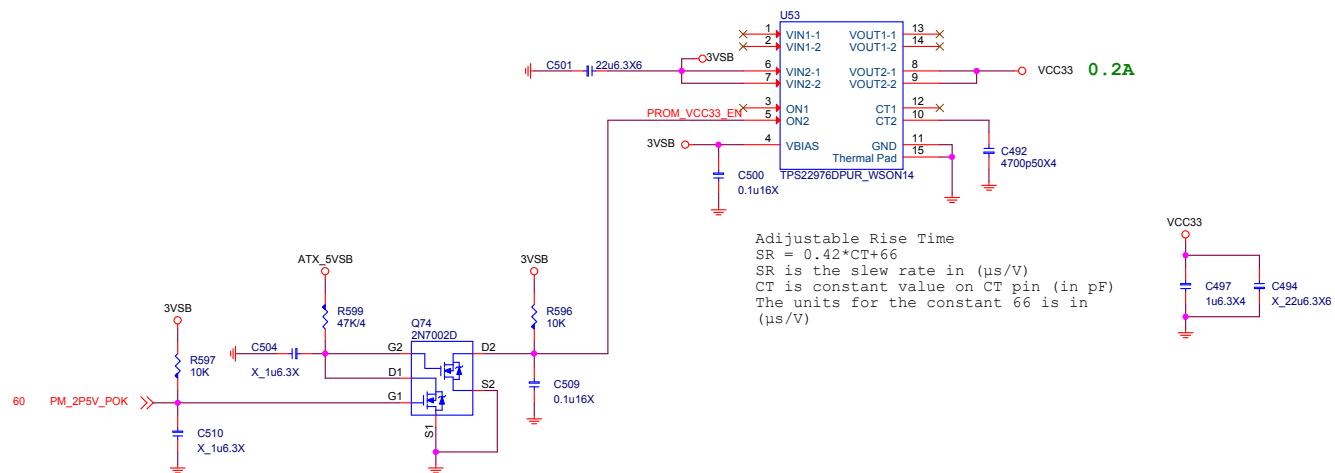 U53
1 VIN1-1 VOUT1-1 13
2 VIN1-2 VOUT1-2 14
3VSB
C501 22u6.3X6
6 VIN2-1 VOUT2-1 8
7 VIN2-2 VOUT2-2 9
VCC33 0.2A
3 ON1 CT1 12
PROM_VCC33_EN
5 ON2 CT2 10
3VSB 4 VBIAS GND 11
Thermal Pad 15
C492
4700p50X4
C500
0.1u16X
TPS22976DPUR_WSON14
Adijustable Rise Time
SR = 0.42*CT+66
SR is the slew rate in (µs/V)
CT is constant value on CT pin (in pF)
The units for the constant 66 is in
(µs/V)
VCC33
C497
1u6.3X4
C494
X_22u6.3X6
ATX_5VSB
3VSB
R599
47K/4
R596
10K
3VSB
R597
10K
Q74
2N7002D
C504
X_1u6.3X
G2 D2
D1
S2
G1
S1
C509
0.1u16X
60 PM_2P5V_POK
C510
X_1u6.3X